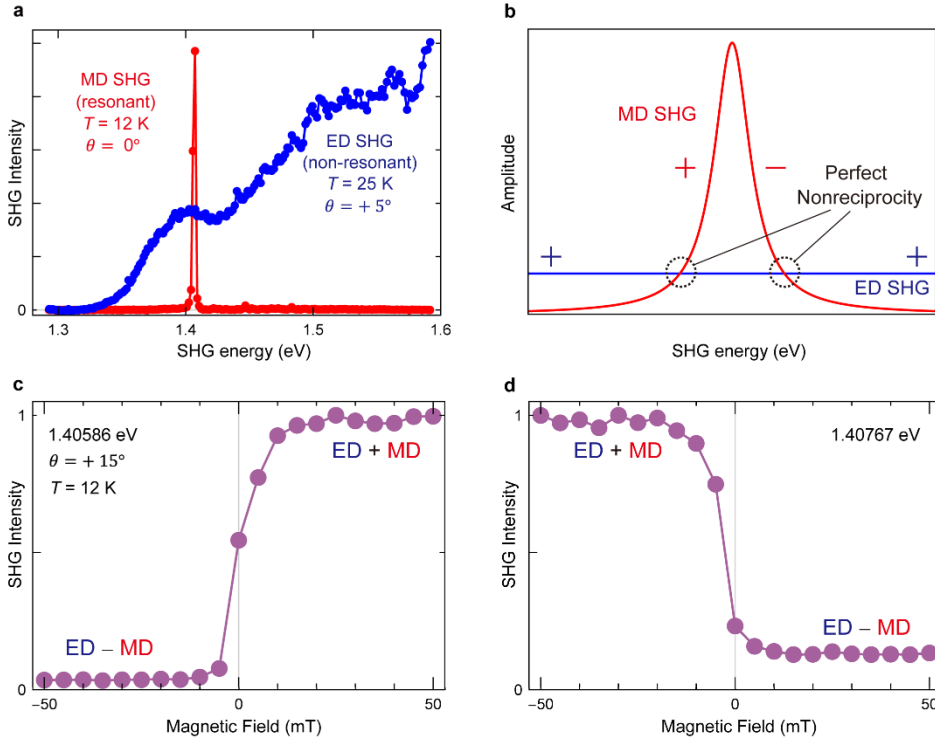 a
MD SHG
(resonant)
T = 12 K
θ = 0°
ED SHG
(non-resonant)
T = 25 K
θ = +5°
SHG Intensity
0
1.3
1.4
1.5
1.6
SHG energy (eV)
b
MD SHG
+
−
Perfect
Nonreciprocity
+
+
ED SHG
Amplitude
SHG energy (eV)
c
1
1.40586 eV
θ = +15°
T = 12 K
ED + MD
SHG Intensity
ED – MD
0
−50
0
50
Magnetic Field (mT)
d
1
1.40767 eV
ED + MD
SHG Intensity
ED – MD
0
−50
0
50
Magnetic Field (mT)